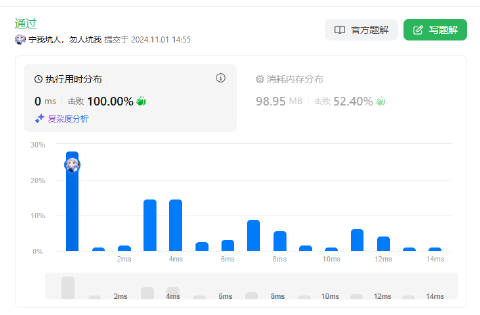 通过
宁我坑人，勿人坑我 提交于 2024.11.01 14:55
官方题解
写题解
执行用时分布
0 ms 击败 100.00%
复杂度分析
消耗内存分布
98.95 MB 击败 52.40%
30%
20%
10%
0%
2ms 4ms 6ms 8ms 10ms 12ms 14ms
2ms 4ms 6ms 8ms 10ms 12ms 14ms